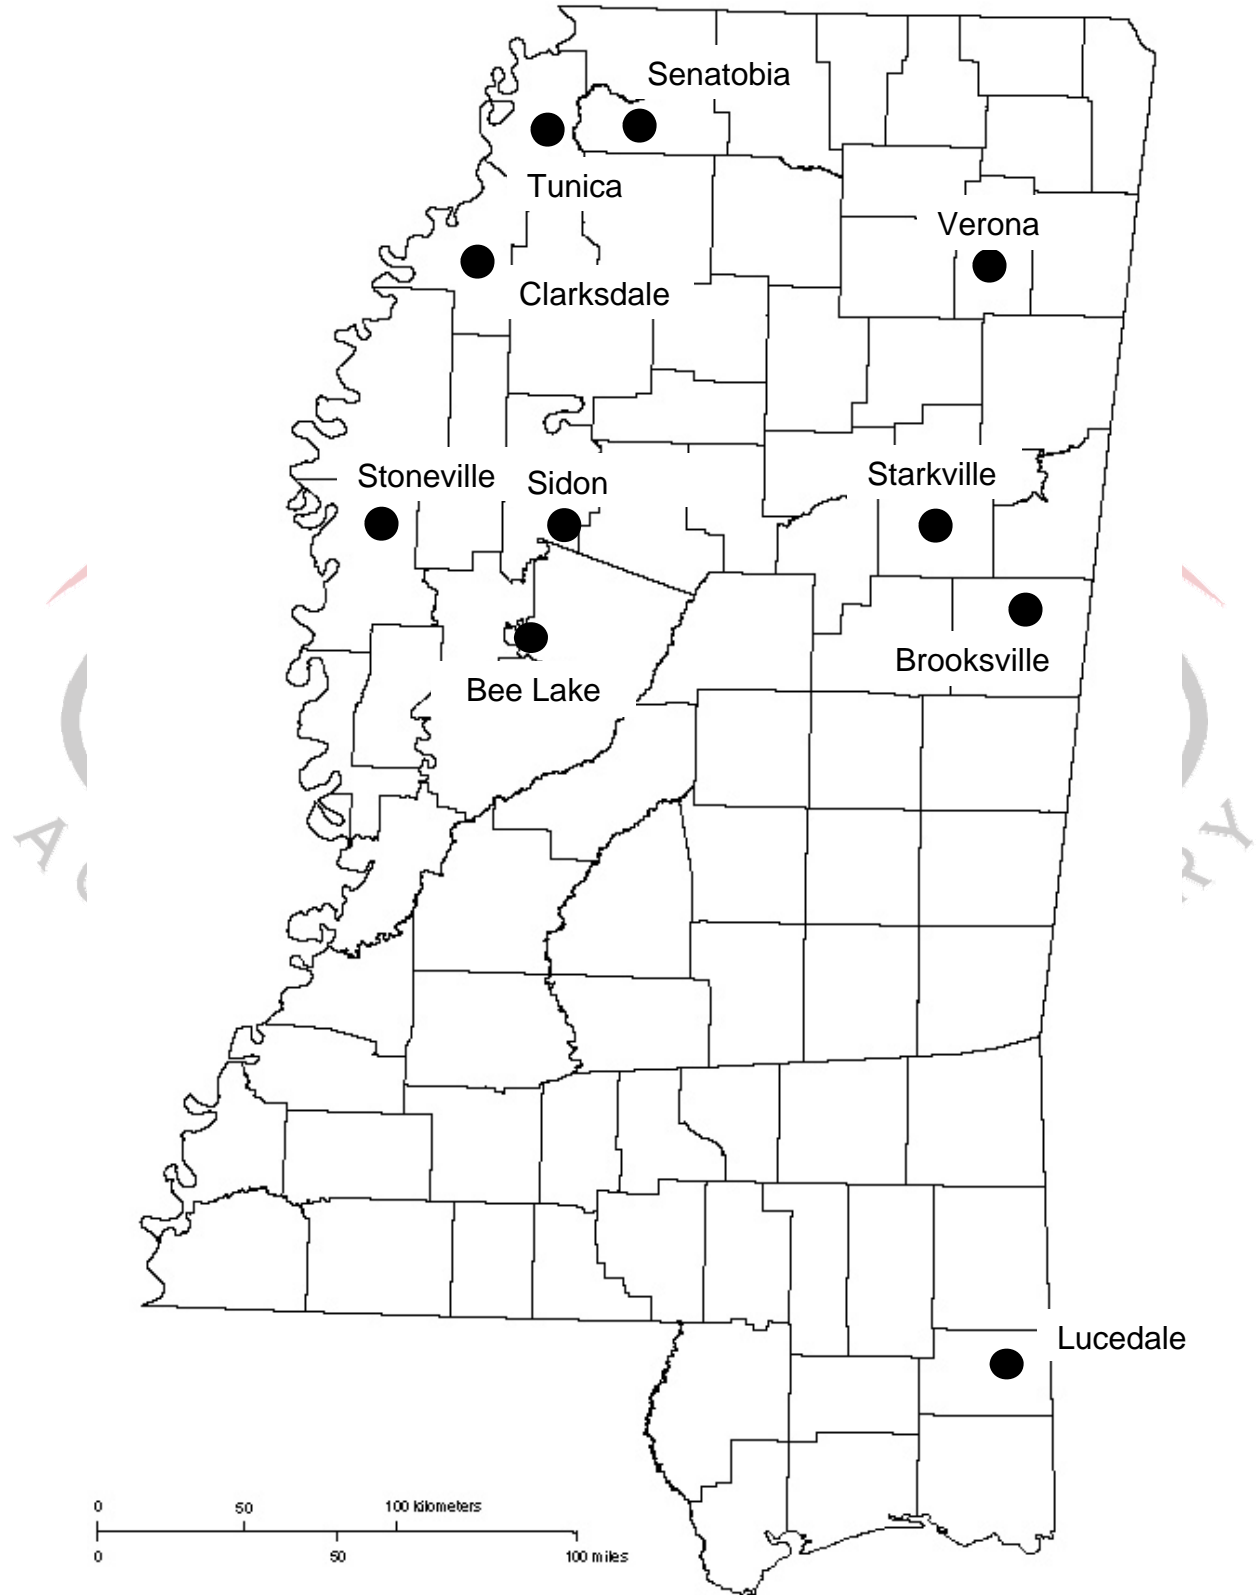 Senatobia
Tunica
Verona
Clarksdale
Stoneville
Sidon
Starkville
Brooksville
Bee Lake
Lucedale
0 50 100 kilometers
0 50 100 miles